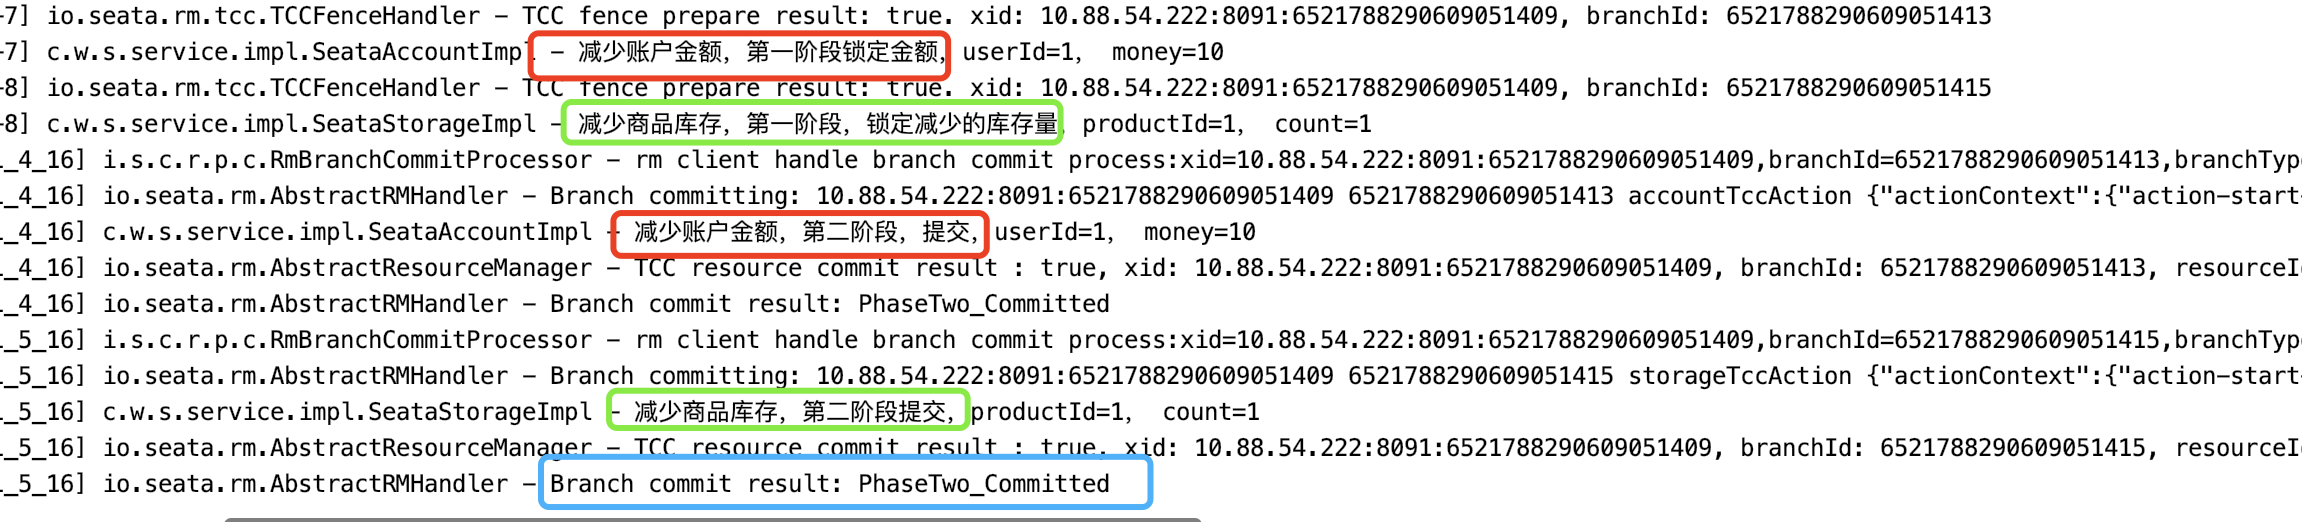 -7] io.seata.rm.tcc.TCCFenceHandler – TCC fence prepare result: true. xid: 10.88.54.222:8091:6521788290609051409, branchId: 6521788290609051413
-7] c.w.s.service.impl.SeataAccountImpl – 减少账户金额，第一阶段锁定金额，userId=1， money=10
-8] io.seata.rm.tcc.TCCFenceHandler – TCC fence prepare result: true. xid: 10.88.54.222:8091:6521788290609051409, branchId: 6521788290609051415
-8] c.w.s.service.impl.SeataStorageImpl – 减少商品库存，第一阶段，锁定减少的库存量，productId=1， count=1
_4_16] i.s.c.r.p.c.RmBranchCommitProcessor – rm client handle branch commit process:xid=10.88.54.222:8091:6521788290609051409,branchId=6521788290609051413,branchType
_4_16] io.seata.rm.AbstractRMHandler – Branch committing: 10.88.54.222:8091:6521788290609051409 6521788290609051413 accountTccAction {"actionContext":{"action-start-
_4_16] c.w.s.service.impl.SeataAccountImpl – 减少账户金额，第二阶段，提交，userId=1， money=10
_4_16] io.seata.rm.AbstractResourceManager – TCC resource commit result : true, xid: 10.88.54.222:8091:6521788290609051409, branchId: 6521788290609051413, resourceI
_4_16] io.seata.rm.AbstractRMHandler – Branch commit result: PhaseTwo_Committed
_5_16] i.s.c.r.p.c.RmBranchCommitProcessor – rm client handle branch commit process:xid=10.88.54.222:8091:6521788290609051409,branchId=6521788290609051415,branchType
_5_16] io.seata.rm.AbstractRMHandler – Branch committing: 10.88.54.222:8091:6521788290609051409 6521788290609051415 storageTccAction {"actionContext":{"action-start-
_5_16] c.w.s.service.impl.SeataStorageImpl – 减少商品库存，第二阶段提交，productId=1， count=1
_5_16] io.seata.rm.AbstractResourceManager – TCC resource commit result : true, xid: 10.88.54.222:8091:6521788290609051409, branchId: 6521788290609051415, resourceI
_5_16] io.seata.rm.AbstractRMHandler – Branch commit result: PhaseTwo_Committed